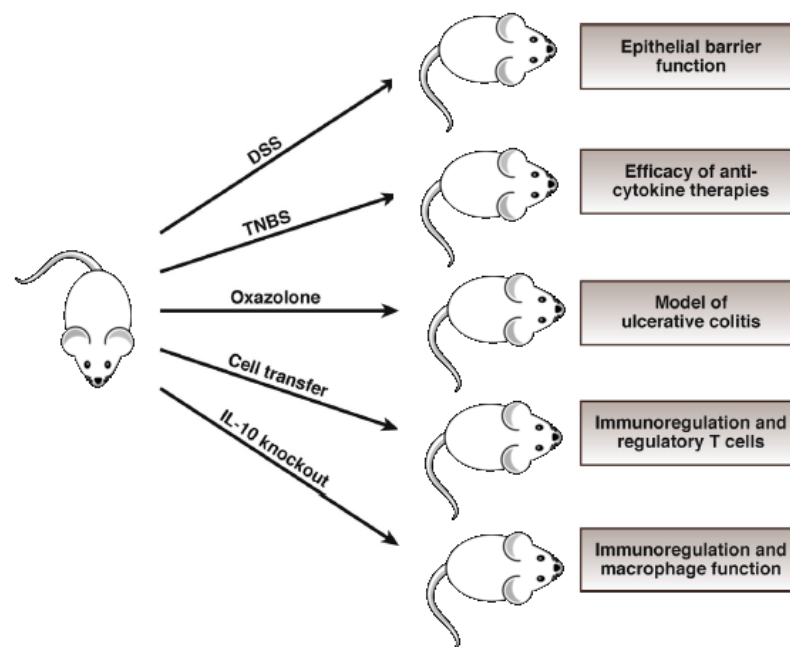 DSS
Epithelial barrier
function
TNBS
Efficacy of anti-
cytokine therapies
Oxazolone
Model of
ulcerative colitis
Cell transfer
Immunoregulation and
regulatory T cells
IL-10 knockout
Immunoregulation and
macrophage function